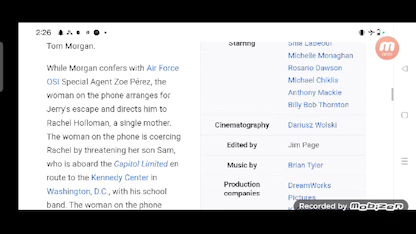 2:26
Tom Morgan.
While Morgan confers with Air Force
OSI Special Agent Zoe Pérez, the
woman on the phone arranges for
Jerry's escape and directs him to
Rachel Holloman, a single mother.
The woman on the phone is coercing
Rachel by threatening her son Sam,
who is aboard the Capitol Limited en
route to the Kennedy Center in
Washington, D.C., with his school
band. The woman on the phone
Starring
Shia LaBeouf
Michelle Monaghan
Rosario Dawson
Michael Chiklis
Anthony Mackie
Billy Bob Thornton
Cinematography
Dariusz Wolski
Edited by
Jim Page
Music by
Brian Tyler
Production
companies
DreamWorks
Pictures
Recorded by Mobizen